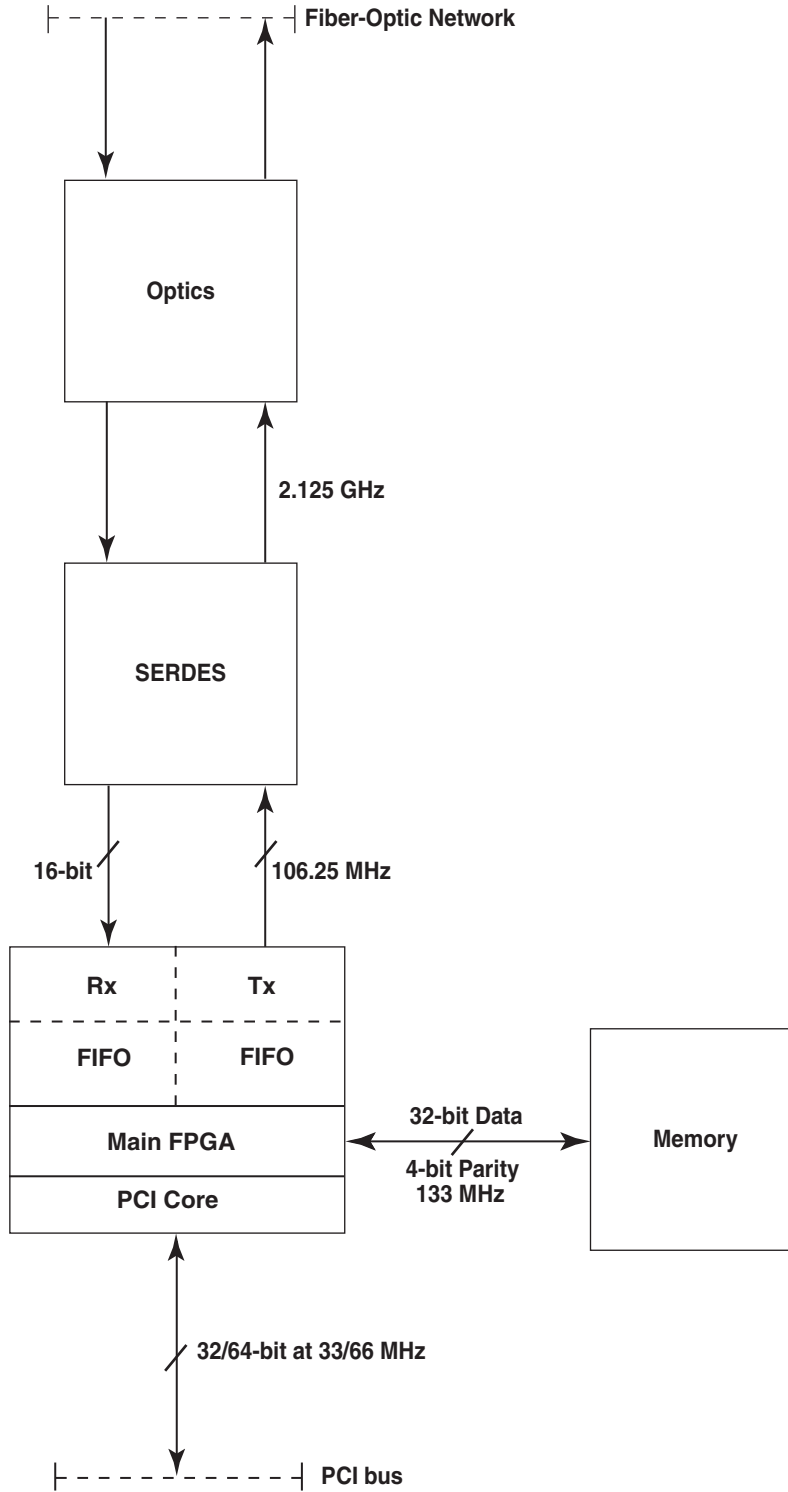 Fiber-Optic Network
Optics
2.125 GHz
SERDES
16-bit
106.25 MHz
Rx
Tx
FIFO
FIFO
Main FPGA
PCI Core
32-bit Data
4-bit Parity
133 MHz
Memory
32/64-bit at 33/66 MHz
PCI bus